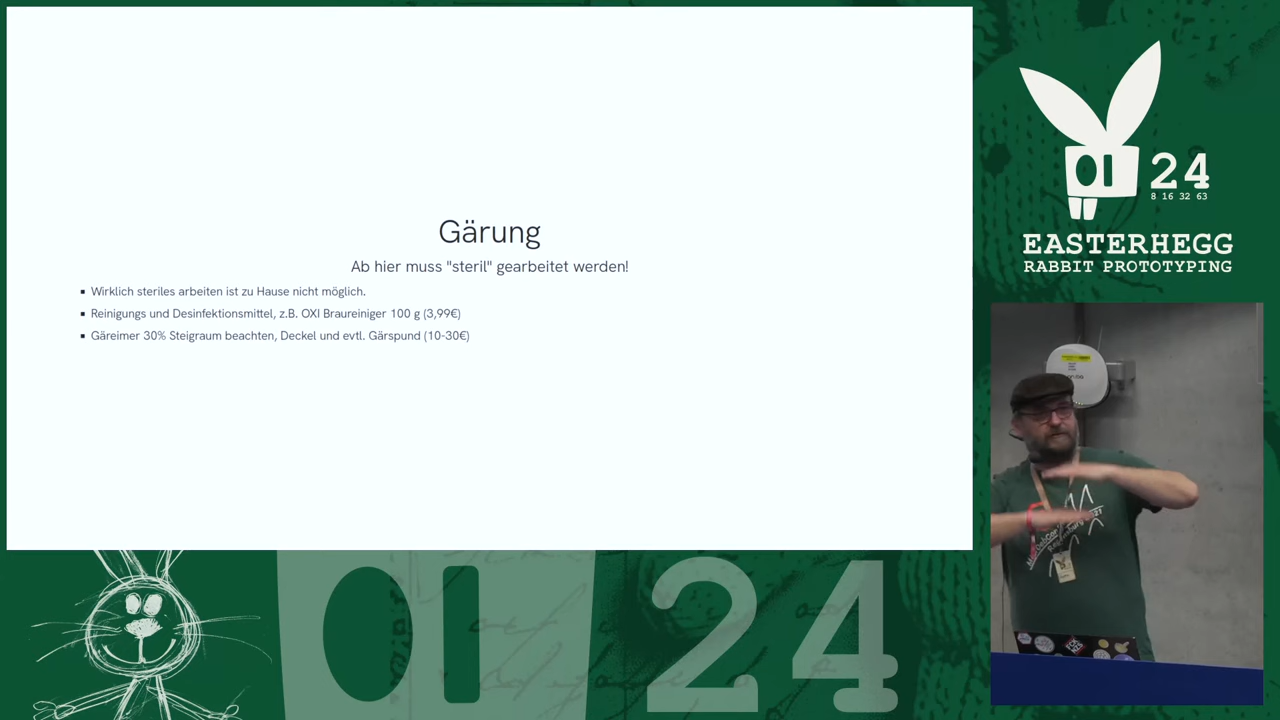 Gärung
Ab hier muss "steril" gearbeitet werden!
▪ Wirklich steriles arbeiten ist zu Hause nicht möglich.
▪ Reinigungs und Desinfektionsmittel, z.B. OXI Braureiniger 100 g (3,99€)
▪ Gäreimer 30% Steigraum beachten, Deckel und evtl. Gärspund (10-30€)
01 24
8 16 32 63
EASTERHEGG
RABBIT PROTOTYPING
01 24